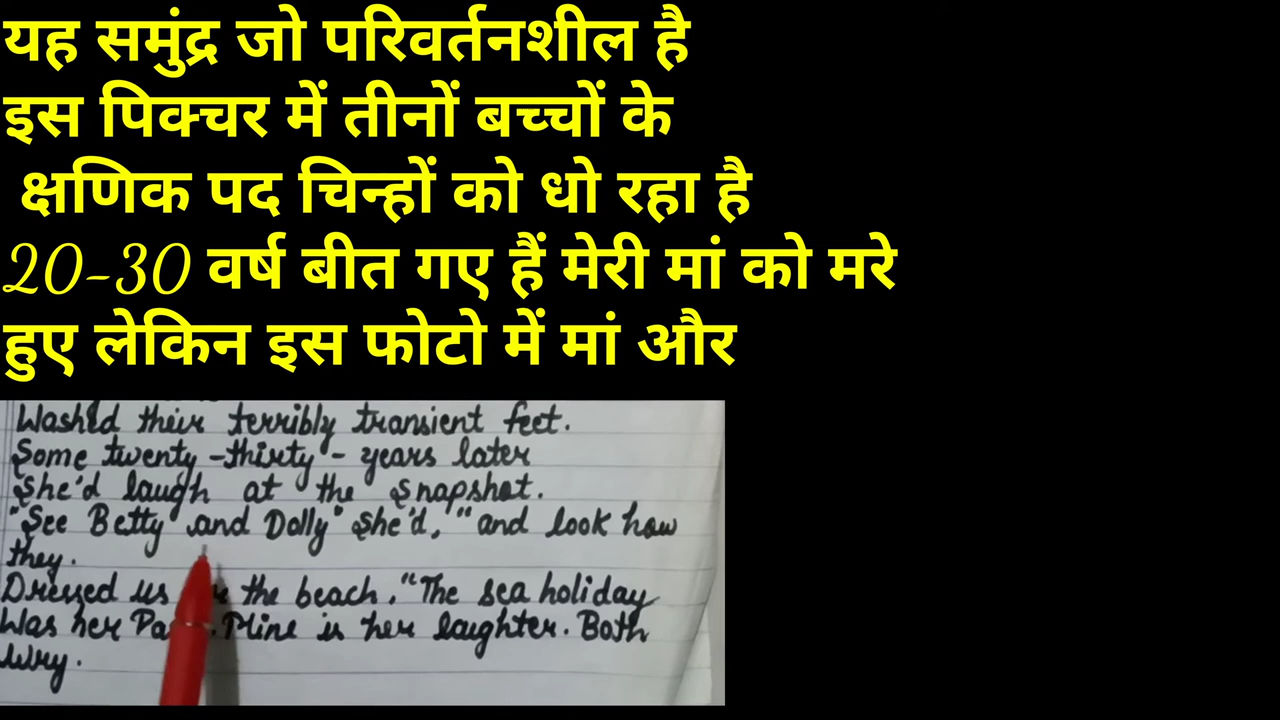 यह समुंद्र जो परिवर्तनशील है
इस पिक्चर में तीनों बच्चों के
क्षणिक पद चिन्हों को धो रहा है
20-30 वर्ष बीत गए हैं मेरी मां को मरे
हुए लेकिन इस फोटो में मां और
Washed their terribly transient feet.
Some twenty -thirty - years later
She'd laugh at the Snapshot.
"See Betty and Dolly" She'd, "and look how
they.
Dressed us the beach. "The sea holiday
Was her Mine is her laughter. Both
Wry.